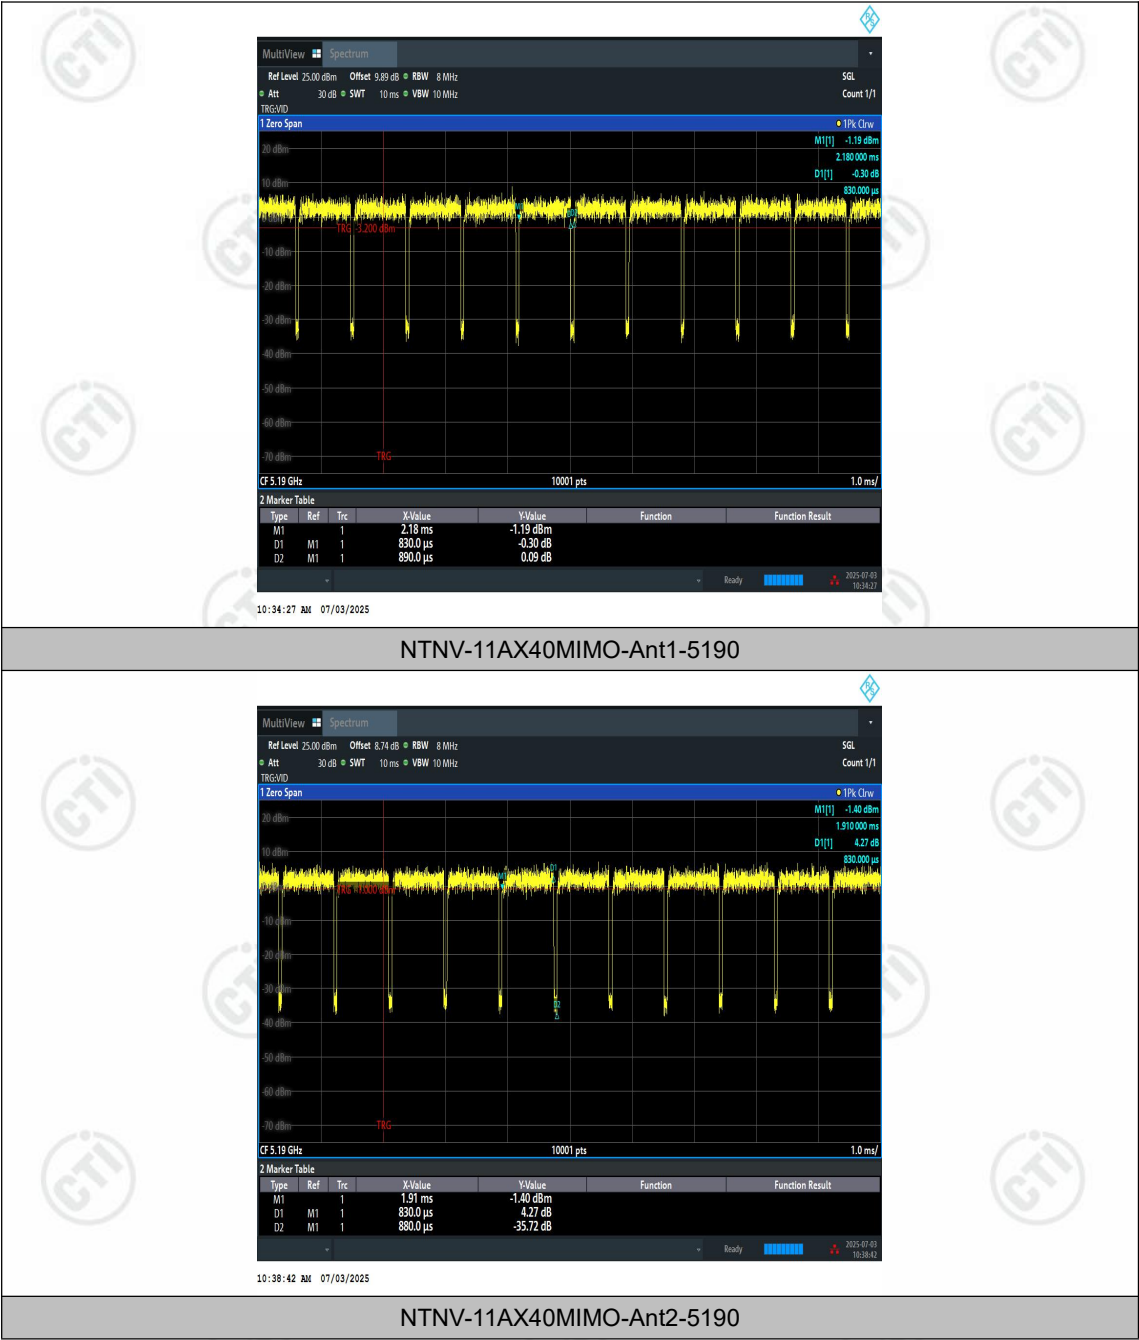 MultiView Spectrum
Ref Level 25.00 dBm Offset 9.89 dB RBW 8 MHz SGL
Att 30 dB SWT 10 ms VBW 10 MHz Count 1/1
TRG:VID
1 Zero Span 1Pk Clrw
M1[1] -1.19 dBm
20 dBm
2.180 000 ms
D1[1] -0.30 dB
10 dBm
830.000 µs
TRG -3.200 dBm
-10 dBm
-20 dBm
-30 dBm
-40 dBm
-50 dBm
-60 dBm
-70 dBm TRG
CF 5.19 GHz 10001 pts 1.0 ms/
2 Marker Table
Type Ref Trc X-Value Y-Value Function Function Result
M1 1 2.18 ms -1.19 dBm
D1 M1 1 830.0 µs -0.30 dB
D2 M1 1 890.0 µs 0.09 dB
Ready 2025-07-03
10:34:27
10:34:27 AM 07/03/2025
NTNV-11AX40MIMO-Ant1-5190
MultiView Spectrum
Ref Level 25.00 dBm Offset 8.74 dB RBW 8 MHz SGL
Att 30 dB SWT 10 ms VBW 10 MHz Count 1/1
TRG:VID
1 Zero Span 1Pk Clrw
M1[1] -1.40 dBm
20 dBm
1.910 000 ms
D1[1] 4.27 dB
10 dBm
830.000 µs
D1
M1
-10 dBm
-20 dBm
-30 dBm
D2
-40 dBm
-50 dBm
-60 dBm
-70 dBm TRG
CF 5.19 GHz 10001 pts 1.0 ms/
2 Marker Table
Type Ref Trc X-Value Y-Value Function Function Result
M1 1 1.91 ms -1.40 dBm
D1 M1 1 830.0 µs 4.27 dB
D2 M1 1 880.0 µs -35.72 dB
Ready 2025-07-03
10:38:42
10:38:42 AM 07/03/2025
NTNV-11AX40MIMO-Ant2-5190